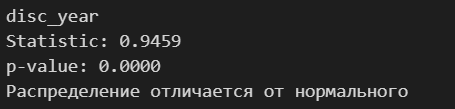 disc_year
Statistic: 0.9459
p-value: 0.0000
Распределение отличается от нормального